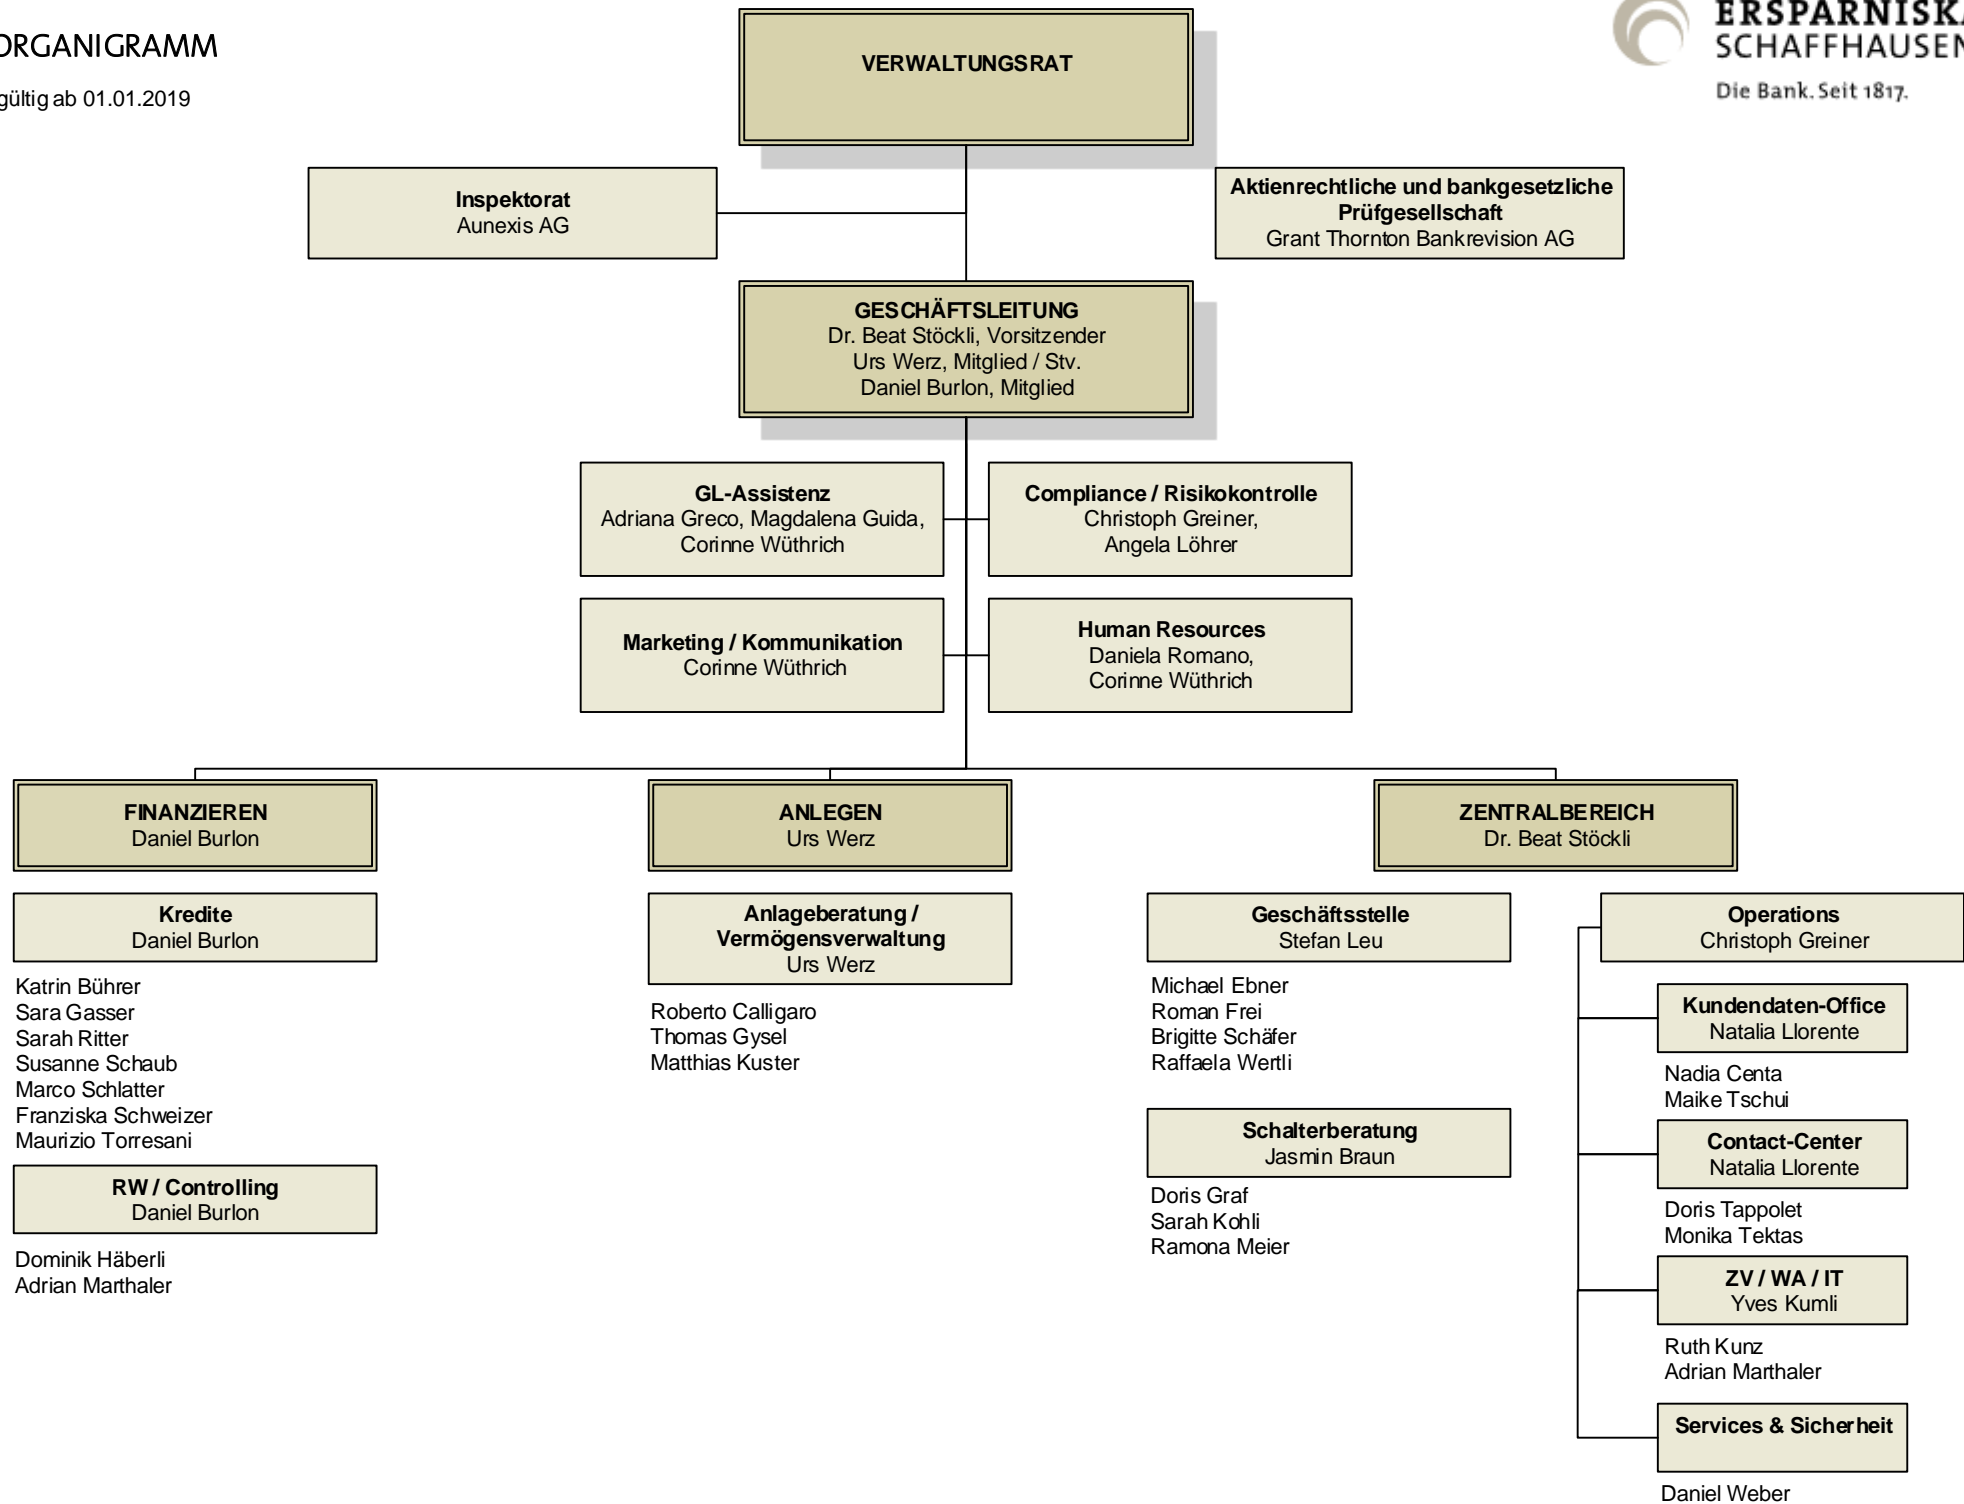 ORGANIGRAMM
gültig ab 01.01.2019
ERSPARNISKA
SCHAFFHAUSEN
Die Bank. Seit 1817.
VERWALTUNGSRAT
Inspektorat
Aunexis AG
Aktienrechtliche und bankgesetzliche
Prüfgesellschaft
Grant Thornton Bankrevision AG
GESCHÄFTSLEITUNG
Dr. Beat Stöckli, Vorsitzender
Urs Werz, Mitglied / Stv.
Daniel Burlon, Mitglied
GL-Assistenz
Adriana Greco, Magdalena Guida,
Corinne Wüthrich
Compliance / Risikokontrolle
Christoph Greiner,
Angela Löhrer
Marketing / Kommunikation
Corinne Wüthrich
Human Resources
Daniela Romano,
Corinne Wüthrich
FINANZIEREN
Daniel Burlon
Kredite
Daniel Burlon
Katrin Bührer
Sara Gasser
Sarah Ritter
Susanne Schaub
Marco Schlatter
Franziska Schweizer
Maurizio Torresani
RW / Controlling
Daniel Burlon
Dominik Häberli
Adrian Marthaler
ANLEGEN
Urs Werz
Anlageberatung /
Vermögensverwaltung
Urs Werz
Roberto Calligaro
Thomas Gysel
Matthias Kuster
ZENTRALBEREICH
Dr. Beat Stöckli
Geschäftsstelle
Stefan Leu
Michael Ebner
Roman Frei
Brigitte Schäfer
Raffaela Wertli
Schalterberatung
Jasmin Braun
Doris Graf
Sarah Kohli
Ramona Meier
Operations
Christoph Greiner
Kundendaten-Office
Natalia Llorente
Nadia Centa
Maike Tschui
Contact-Center
Natalia Llorente
Doris Tappolet
Monika Tektas
ZV / WA / IT
Yves Kumli
Ruth Kunz
Adrian Marthaler
Services & Sicherheit
Daniel Weber